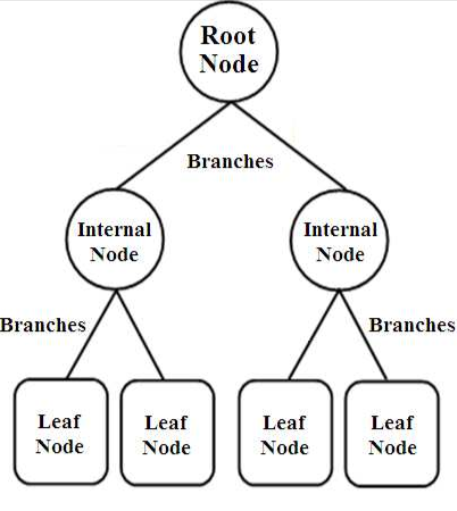 Root
Node
Branches
Internal
Node
Internal
Node
Branches
Branches
Leaf
Node
Leaf
Node
Leaf
Node
Leaf
Node